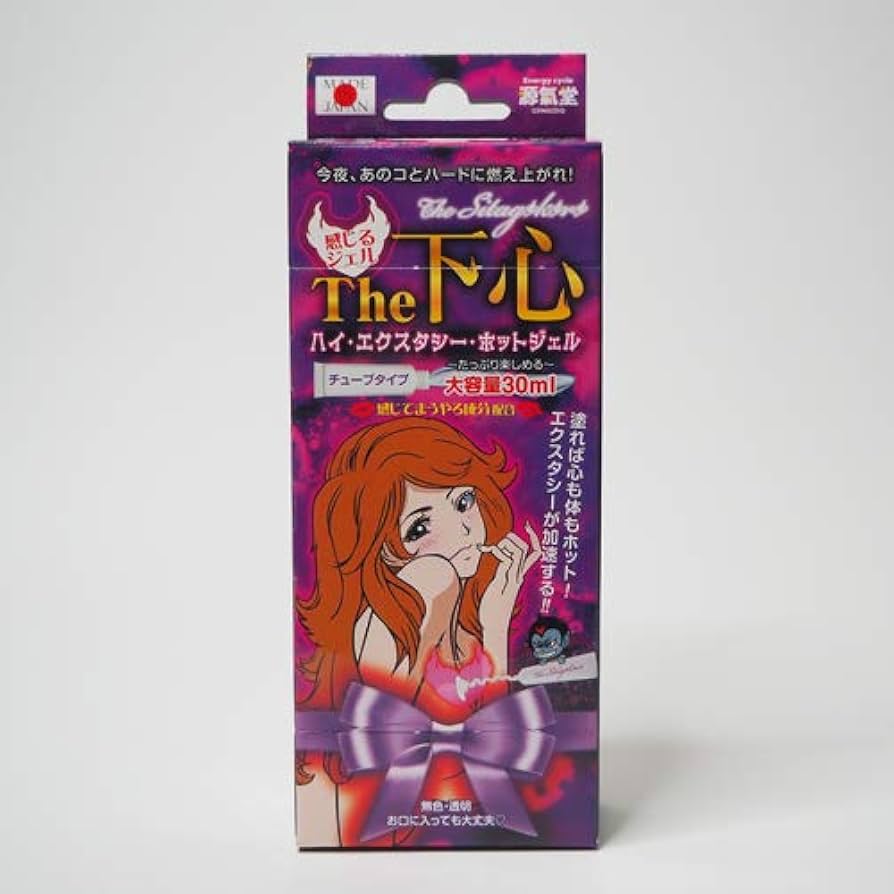 MADE
JAPAN
Energy cycle
源氣堂
今夜、あのコとハードに燃え上がれ!
The Sitagokoro
感じる
ジェル
The下心
ハイ・エクスタシー・ホットジェル
チューブタイプ
〜たっぷり楽しめる〜
大容量30ml
塗れば心も体もホット!
エクスタシーが加速する!!
無色・透明
お口に入っても大丈夫♡